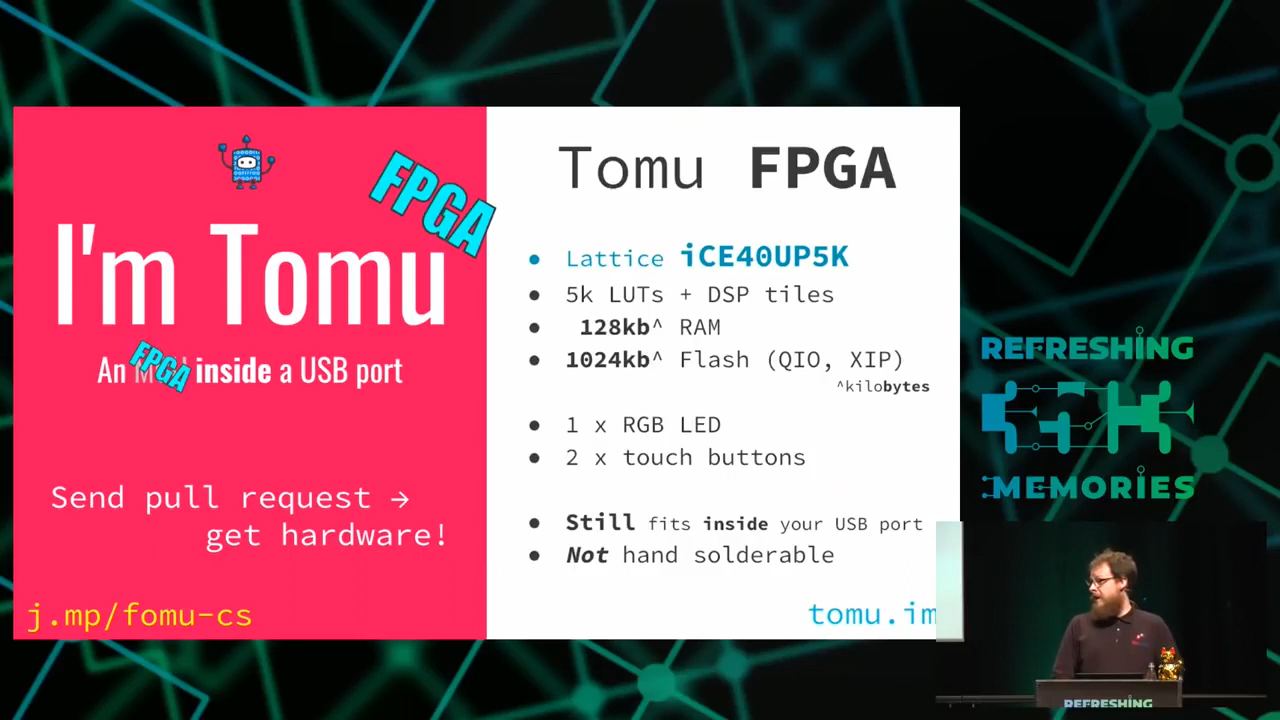 FPGA
I'm Tomu
An FPGA inside a USB port
Send pull request →
get hardware!
j.mp/fomu-cs
Tomu FPGA
● Lattice iCE40UP5K
● 5k LUTs + DSP tiles
● 128kb^ RAM
● 1024kb^ Flash (QIO, XIP)
^kilobytes
● 1 x RGB LED
● 2 x touch buttons
● Still fits inside your USB port
● Not hand solderable
tomu.im
REFRESHING
35C3
MEMORIES
REFRESHING